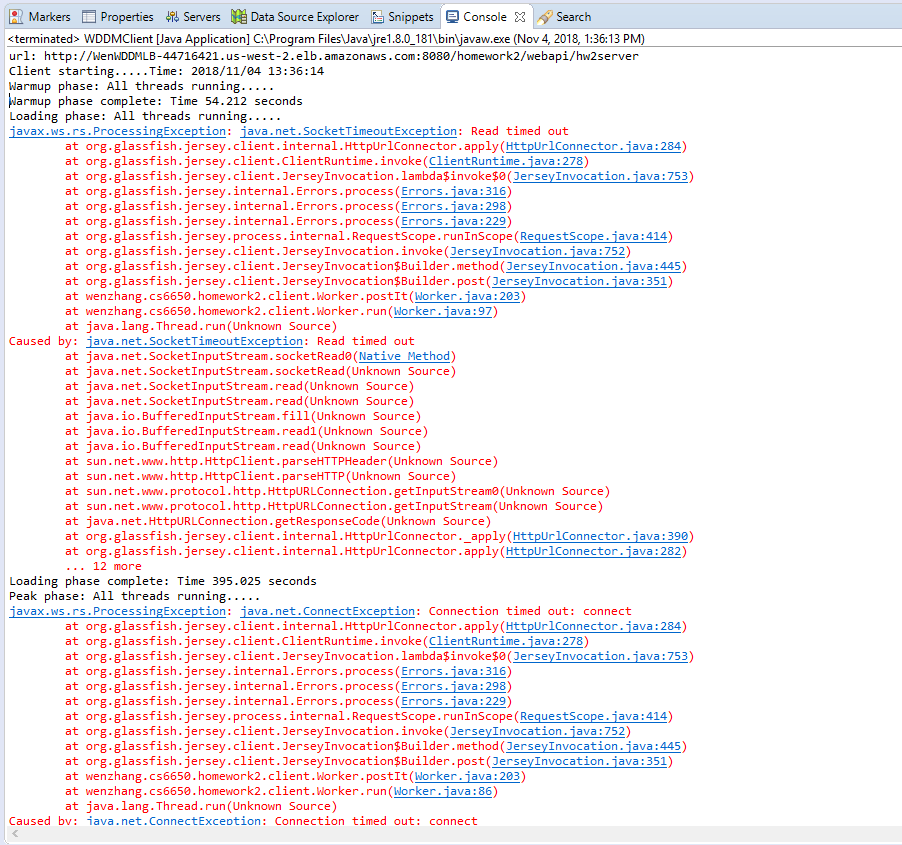 Markers Properties Servers Data Source Explorer Snippets Console Search
<terminated> WDDMClient [Java Application] C:\Program Files\Java\jre1.8.0_181\bin\javaw.exe (Nov 4, 2018, 1:36:13 PM)
url: http://WenWDDMLB-44716421.us-west-2.elb.amazonaws.com:8080/homework2/webapi/hw2server
Client starting.....Time: 2018/11/04 13:36:14
Warmup phase: All threads running.....
Warmup phase complete: Time 54.212 seconds
Loading phase: All threads running.....
javax.ws.rs.ProcessingException: java.net.SocketTimeoutException: Read timed out
at org.glassfish.jersey.client.internal.HttpUrlConnector.apply(HttpUrlConnector.java:284)
at org.glassfish.jersey.client.ClientRuntime.invoke(ClientRuntime.java:278)
at org.glassfish.jersey.client.JerseyInvocation.lambda$invoke$0(JerseyInvocation.java:753)
at org.glassfish.jersey.internal.Errors.process(Errors.java:316)
at org.glassfish.jersey.internal.Errors.process(Errors.java:298)
at org.glassfish.jersey.internal.Errors.process(Errors.java:229)
at org.glassfish.jersey.process.internal.RequestScope.runInScope(RequestScope.java:414)
at org.glassfish.jersey.client.JerseyInvocation.invoke(JerseyInvocation.java:752)
at org.glassfish.jersey.client.JerseyInvocation$Builder.method(JerseyInvocation.java:445)
at org.glassfish.jersey.client.JerseyInvocation$Builder.post(JerseyInvocation.java:351)
at wenzhang.cs6650.homework2.client.Worker.postIt(Worker.java:203)
at wenzhang.cs6650.homework2.client.Worker.run(Worker.java:97)
at java.lang.Thread.run(Unknown Source)
Caused by: java.net.SocketTimeoutException: Read timed out
at java.net.SocketInputStream.socketRead0(Native Method)
at java.net.SocketInputStream.socketRead(Unknown Source)
at java.net.SocketInputStream.read(Unknown Source)
at java.net.SocketInputStream.read(Unknown Source)
at java.io.BufferedInputStream.fill(Unknown Source)
at java.io.BufferedInputStream.read1(Unknown Source)
at java.io.BufferedInputStream.read(Unknown Source)
at sun.net.www.http.HttpClient.parseHTTPHeader(Unknown Source)
at sun.net.www.http.HttpClient.parseHTTP(Unknown Source)
at sun.net.www.protocol.http.HttpURLConnection.getInputStream0(Unknown Source)
at sun.net.www.protocol.http.HttpURLConnection.getInputStream(Unknown Source)
at java.net.HttpURLConnection.getResponseCode(Unknown Source)
at org.glassfish.jersey.client.internal.HttpUrlConnector._apply(HttpUrlConnector.java:390)
at org.glassfish.jersey.client.internal.HttpUrlConnector.apply(HttpUrlConnector.java:282)
... 12 more
Loading phase complete: Time 395.025 seconds
Peak phase: All threads running.....
javax.ws.rs.ProcessingException: java.net.ConnectException: Connection timed out: connect
at org.glassfish.jersey.client.internal.HttpUrlConnector.apply(HttpUrlConnector.java:284)
at org.glassfish.jersey.client.ClientRuntime.invoke(ClientRuntime.java:278)
at org.glassfish.jersey.client.JerseyInvocation.lambda$invoke$0(JerseyInvocation.java:753)
at org.glassfish.jersey.internal.Errors.process(Errors.java:316)
at org.glassfish.jersey.internal.Errors.process(Errors.java:298)
at org.glassfish.jersey.internal.Errors.process(Errors.java:229)
at org.glassfish.jersey.process.internal.RequestScope.runInScope(RequestScope.java:414)
at org.glassfish.jersey.client.JerseyInvocation.invoke(JerseyInvocation.java:752)
at org.glassfish.jersey.client.JerseyInvocation$Builder.method(JerseyInvocation.java:445)
at org.glassfish.jersey.client.JerseyInvocation$Builder.post(JerseyInvocation.java:351)
at wenzhang.cs6650.homework2.client.Worker.postIt(Worker.java:203)
at wenzhang.cs6650.homework2.client.Worker.run(Worker.java:86)
at java.lang.Thread.run(Unknown Source)
Caused by: java.net.ConnectException: Connection timed out: connect